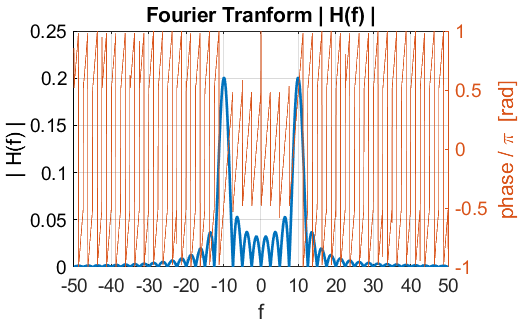 Fourier Tranform | H(f) |
0.25
0.2
0.15
0.1
0.05
0
| H(f) |
1
0.5
0
-0.5
-1
phase / π [rad]
-50 -40 -30 -20 -10 0 10 20 30 40 50
f